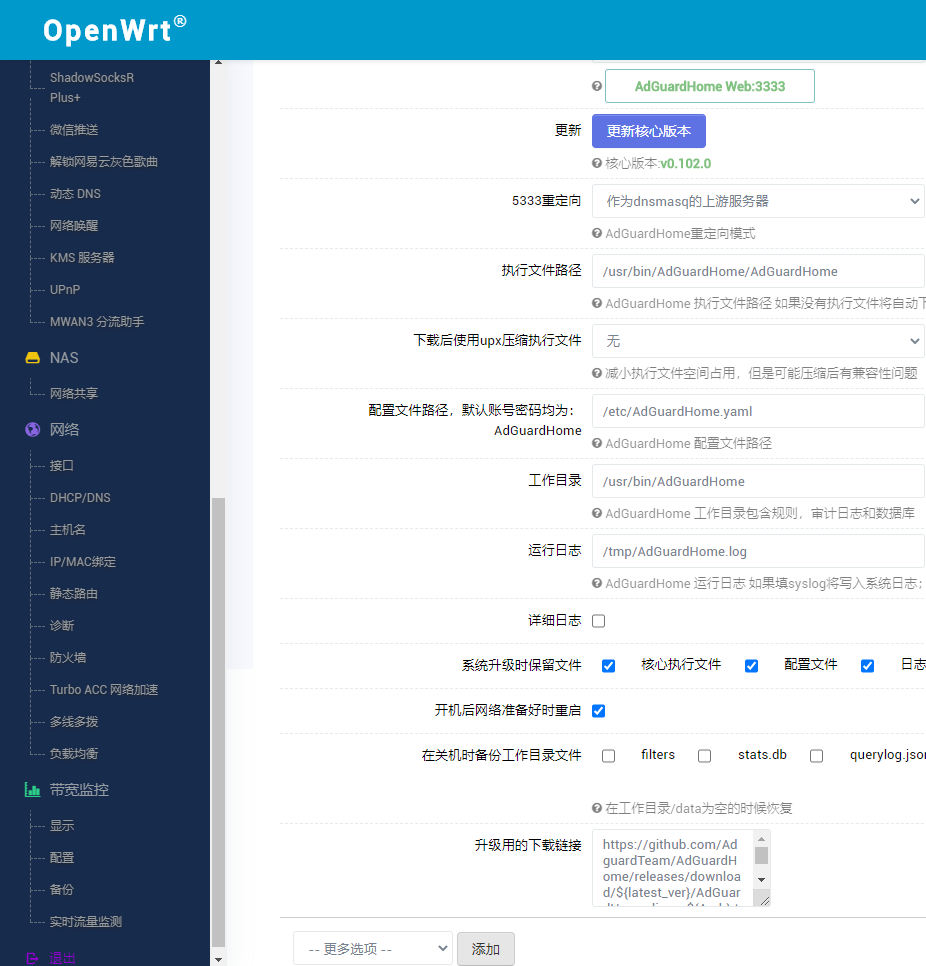 OpenWrt®
ShadowSocksR
Plus+
微信推送
解锁网易云灰色歌曲
动态 DNS
网络唤醒
KMS 服务器
UPnP
MWAN3 分流助手
NAS
网络共享
网络
接口
DHCP/DNS
主机名
IP/MAC绑定
静态路由
诊断
防火墙
Turbo ACC 网络加速
多线多拨
负载均衡
带宽监控
显示
配置
备份
实时流量监测
退出
AdGuardHome Web:3333
更新
更新核心版本
核心版本:v0.102.0
5333重定向
作为dnsmasq的上游服务器
AdGuardHome重定向模式
执行文件路径
/usr/bin/AdGuardHome/AdGuardHome
AdGuardHome 执行文件路径 如果没有执行文件将自动下
下载后使用upx压缩执行文件
无
减小执行文件空间占用，但是可能压缩后有兼容性问题
配置文件路径，默认账号密码均为：
AdGuardHome
/etc/AdGuardHome.yaml
AdGuardHome 配置文件路径
工作目录
/usr/bin/AdGuardHome
AdGuardHome 工作目录包含规则，审计日志和数据库
运行日志
/tmp/AdGuardHome.log
AdGuardHome 运行日志 如果填syslog将写入系统日志;
详细日志
系统升级时保留文件
核心执行文件
配置文件
日志
开机后网络准备好时重启
在关机时备份工作目录文件
filters
stats.db
querylog.json
在工作目录/data为空的时候恢复
升级用的下载链接
https://github.com/Ad
guardTeam/AdGuardH
ome/releases/downloa
d/${latest_ver}/AdGuar
-- 更多选项 --
添加